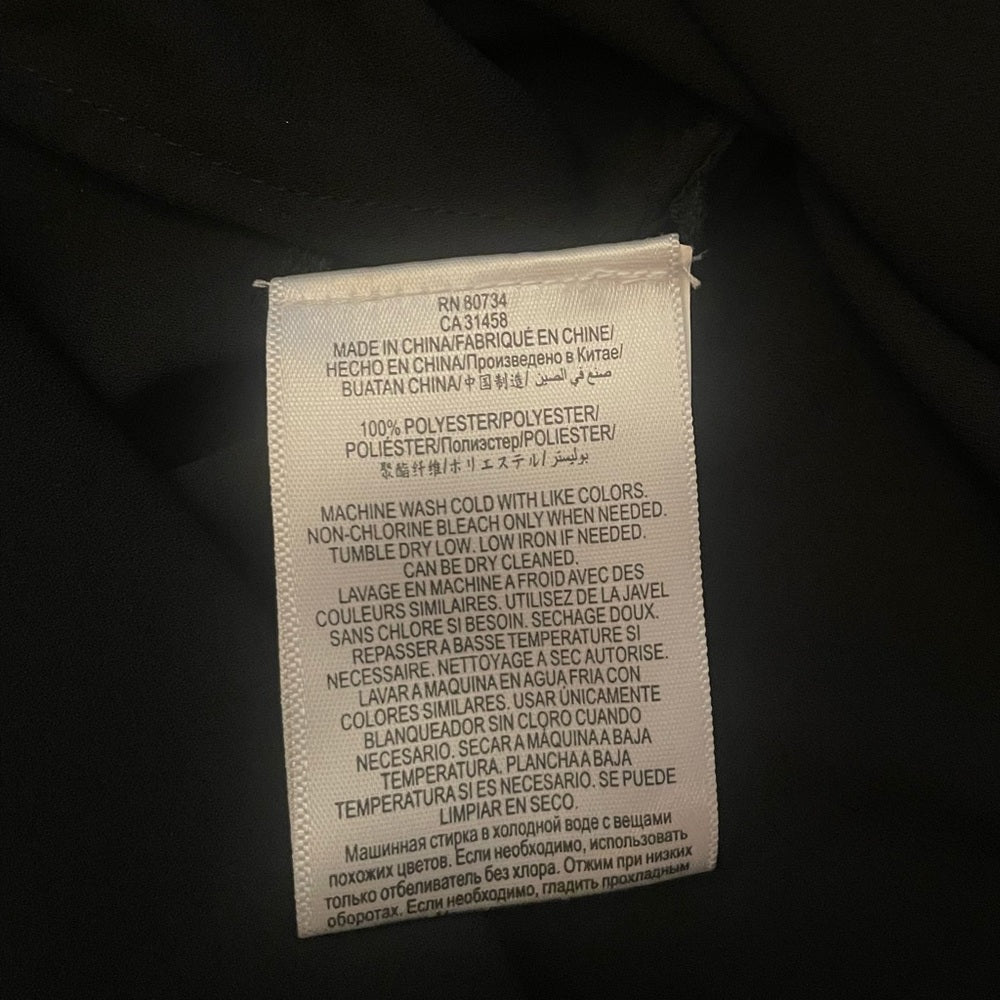 RN 80734
CA 31458
MADE IN CHINA/FABRIQUÉ EN CHINE/
HECHO EN CHINA/Произведено в Китае/
BUATAN CHINA/中国制造/ صنع في الصين
100% POLYESTER/POLYESTER/
POLIÉSTER/Полиэстер/POLIESTER/
聚酯纤维/ポリエステル/ بوليستر
MACHINE WASH COLD WITH LIKE COLORS.
NON-CHLORINE BLEACH ONLY WHEN NEEDED.
TUMBLE DRY LOW. LOW IRON IF NEEDED.
CAN BE DRY CLEANED.
LAVAGE EN MACHINE A FROID AVEC DES
COULEURS SIMILAIRES. UTILISEZ DE LA JAVEL
SANS CHLORE SI BESOIN. SECHAGE DOUX.
REPASSER A BASSE TEMPERATURE SI
NECESSAIRE. NETTOYAGE A SEC AUTORISE.
LAVAR A MAQUINA EN AGUA FRIA CON
COLORES SIMILARES. USAR ÚNICAMENTE
BLANQUEADOR SIN CLORO CUANDO
NECESARIO. SECAR A MÁQUINA A BAJA
TEMPERATURA. PLANCHA A BAJA
TEMPERATURA SI ES NECESARIO. SE PUEDE
LIMPIAR EN SECO.
Машинная стирка в холодной воде с вещами
похожих цветов. Если необходимо, использовать
только отбеливатель без хлора. Отжим при низких
оборотах. Если необходимо, гладить прохладным